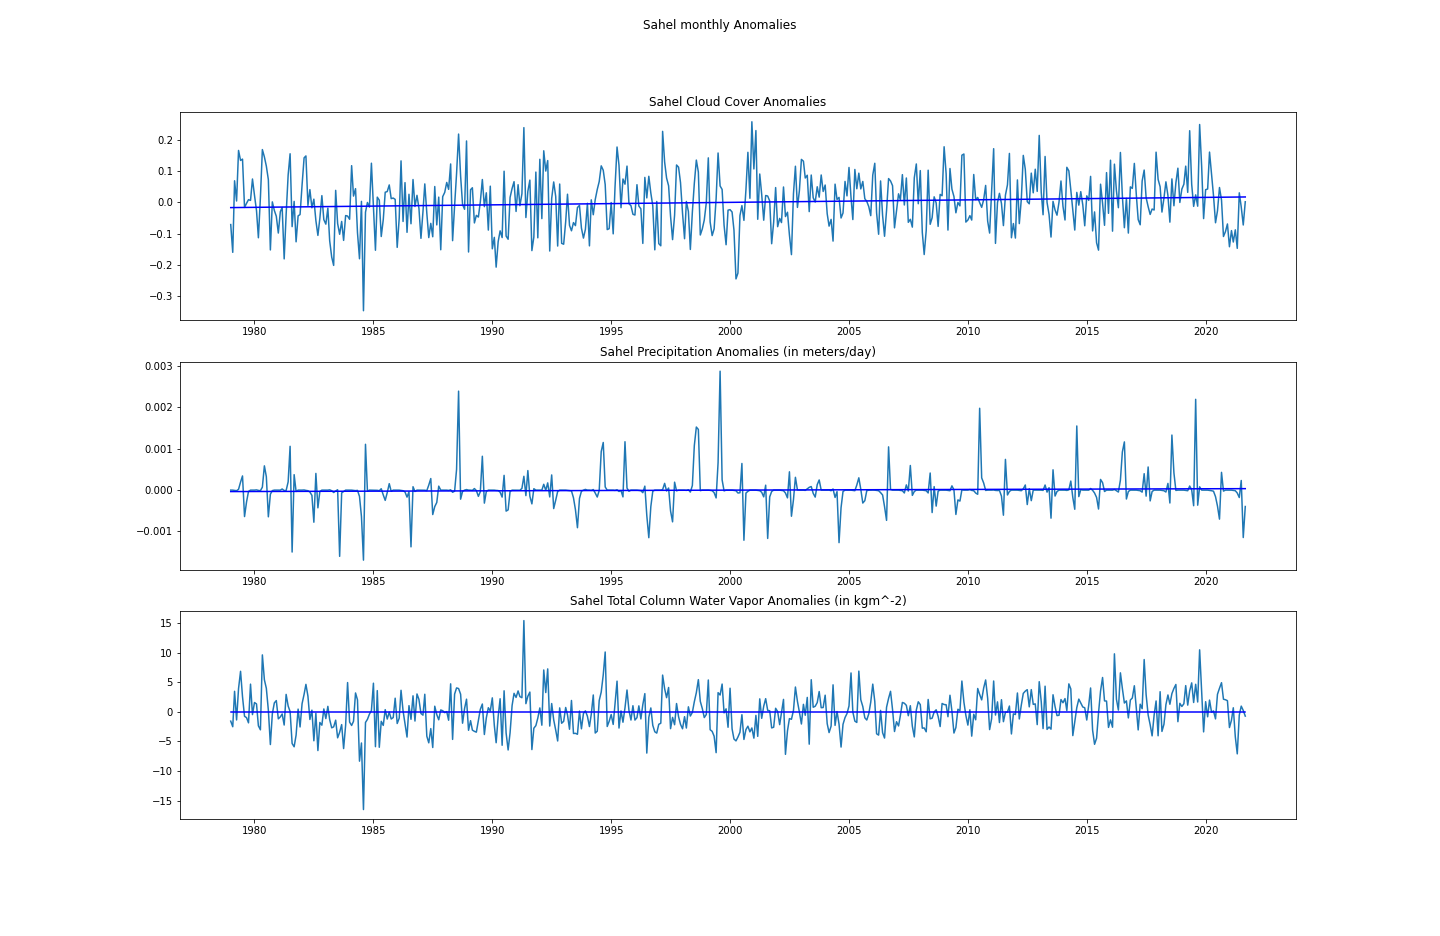 Sahel monthly Anomalies
Sahel Cloud Cover Anomalies
0.2
0.1
0.0
−0.1
−0.2
−0.3
1980 1985 1990 1995 2000 2005 2010 2015 2020
Sahel Precipitation Anomalies (in meters/day)
0.003
0.002
0.001
0.000
−0.001
1980 1985 1990 1995 2000 2005 2010 2015 2020
Sahel Total Column Water Vapor Anomalies (in kgm^-2)
15
10
5
0
−5
−10
−15
1980 1985 1990 1995 2000 2005 2010 2015 2020